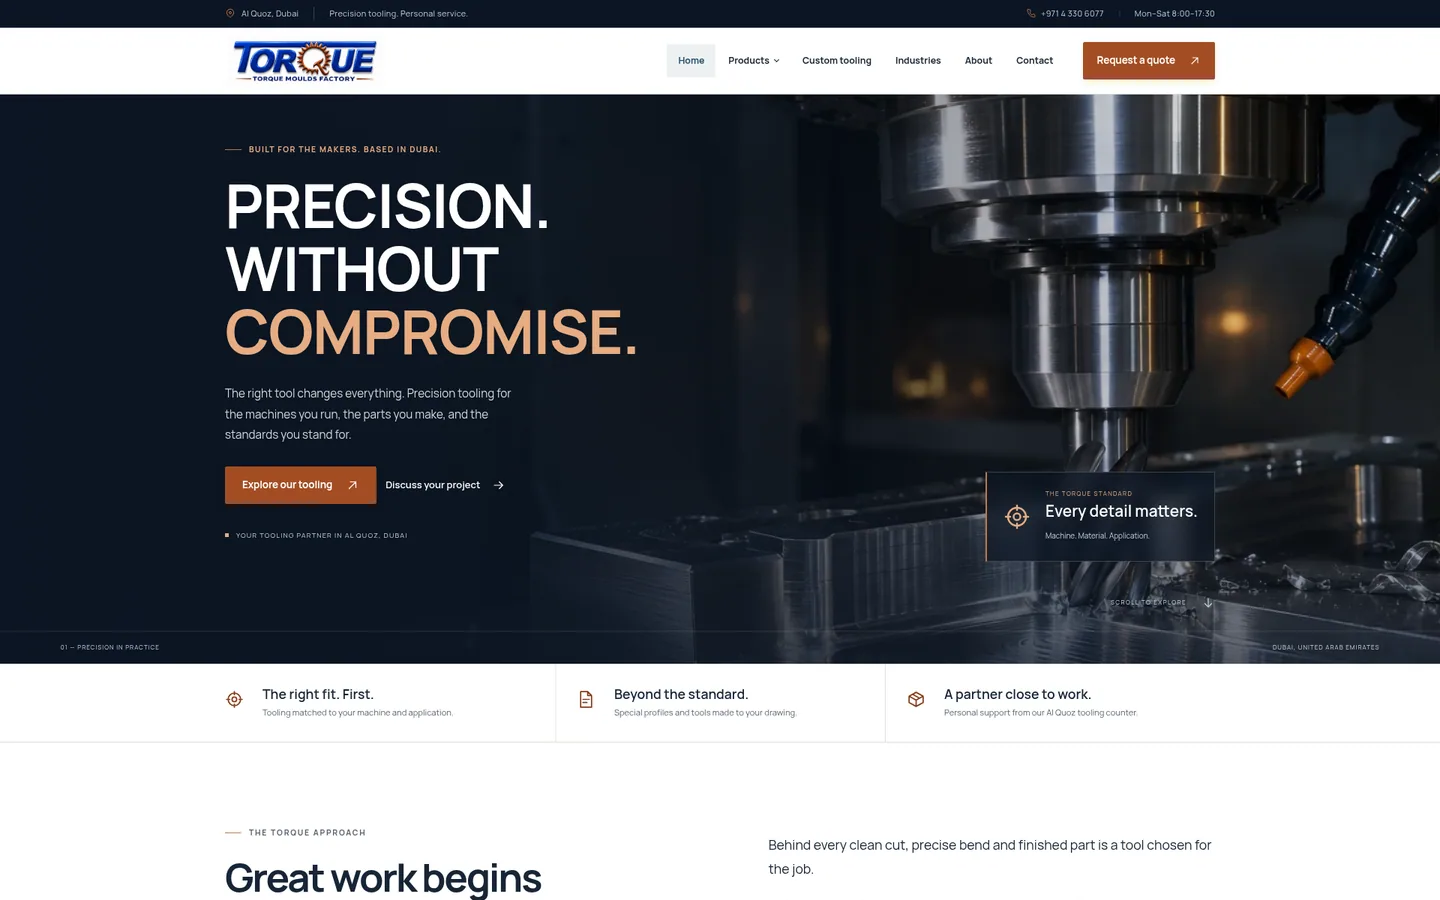 Al Quoz, Dubai
Precision tooling. Personal service.
+971 4 330 6077
Mon–Sat 8:00–17:30
TORQUE
TORQUE MOULDS FACTORY
Home
Products
Custom tooling
Industries
About
Contact
Request a quote
BUILT FOR THE MAKERS. BASED IN DUBAI.
PRECISION.
WITHOUT
COMPROMISE.
The right tool changes everything. Precision tooling for
the machines you run, the parts you make, and the
standards you stand for.
Explore our tooling
Discuss your project
YOUR TOOLING PARTNER IN AL QUOZ, DUBAI
THE TORQUE STANDARD
Every detail matters.
Machine. Material. Application.
SCROLL TO EXPLORE
01 — PRECISION IN PRACTICE
DUBAI, UNITED ARAB EMIRATES
The right fit. First.
Tooling matched to your machine and application.
Beyond the standard.
Special profiles and tools made to your drawing.
A partner close to work.
Personal support from our Al Quoz tooling counter.
THE TORQUE APPROACH
Great work begins
Behind every clean cut, precise bend and finished part is a tool chosen for
the job.